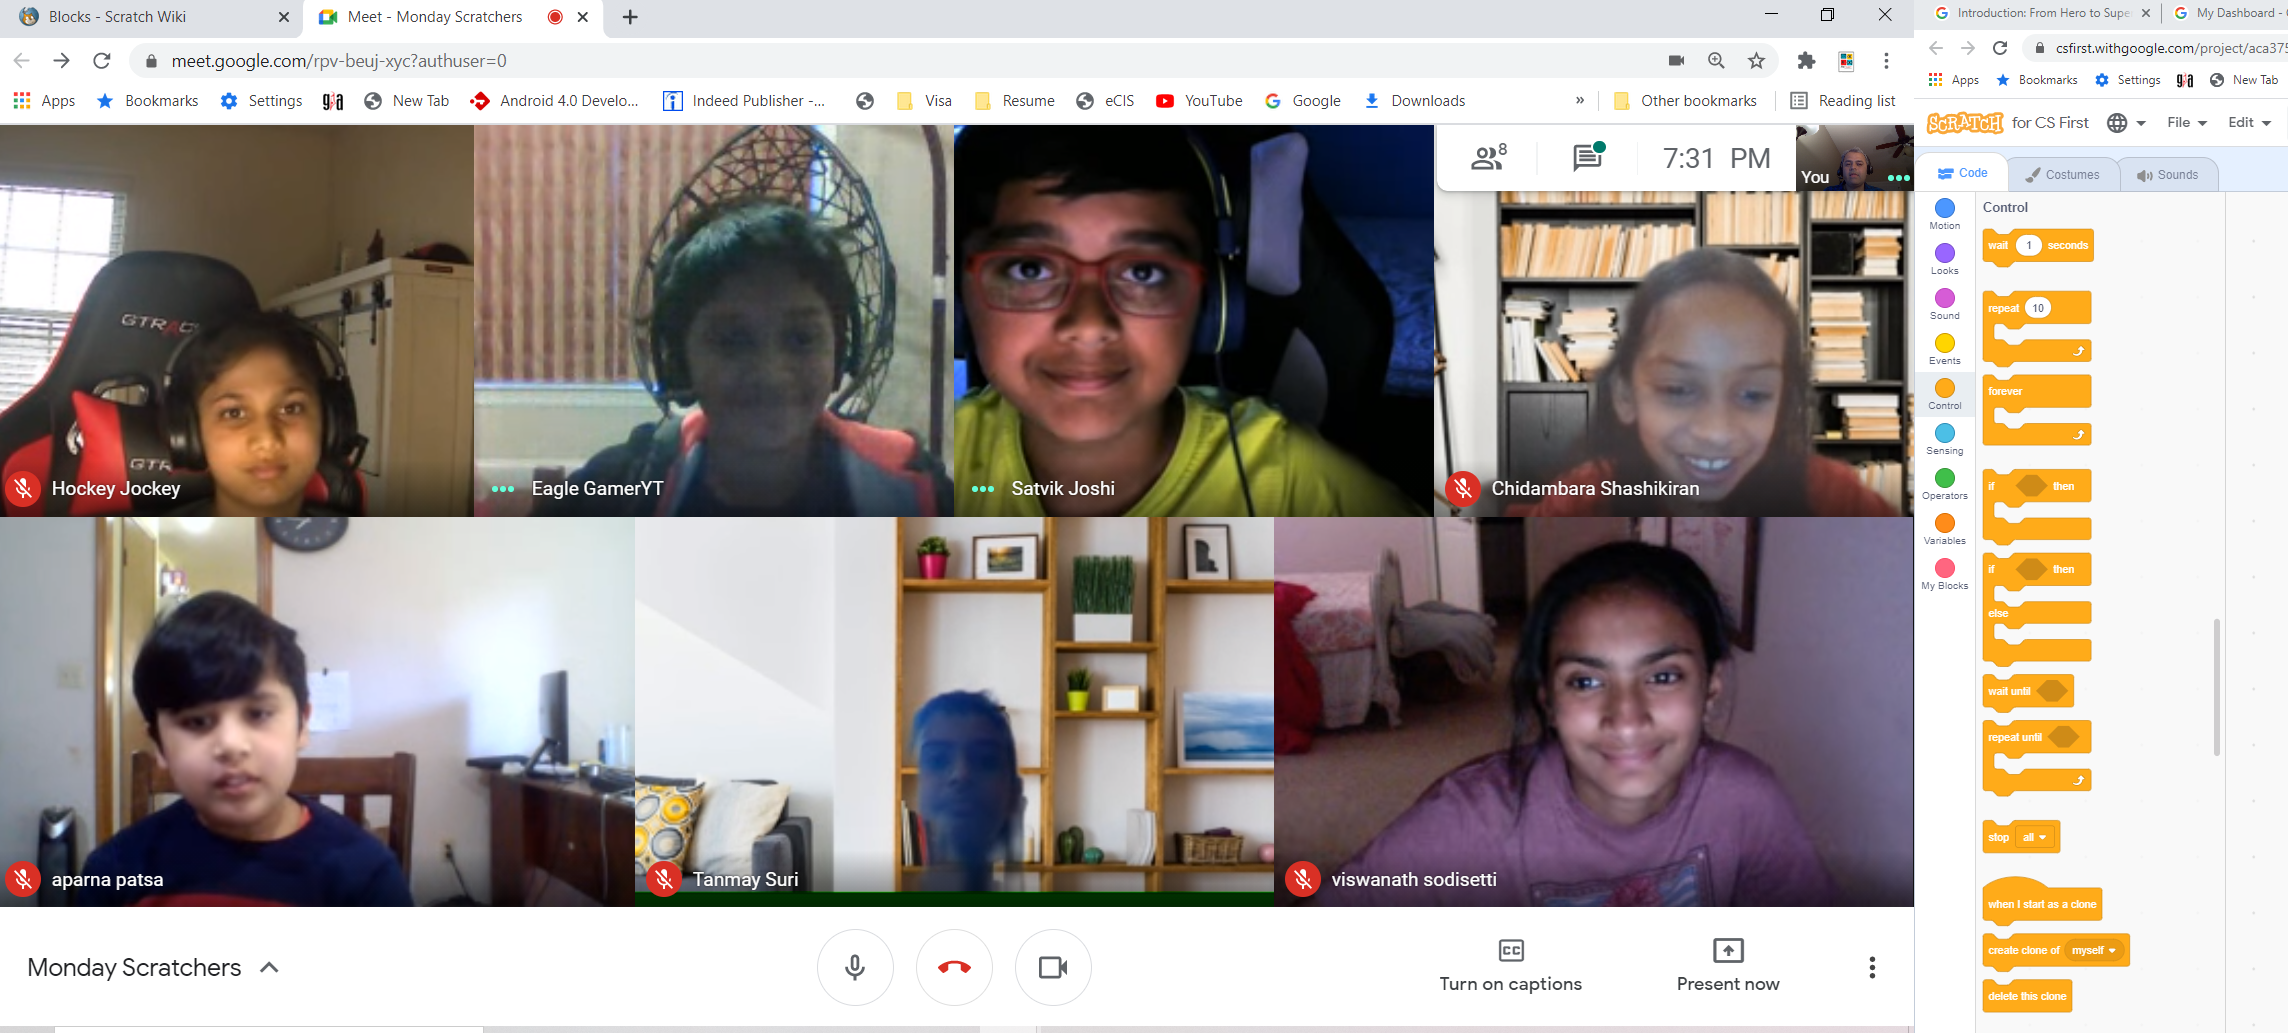 Blocks - Scratch Wiki
Meet - Monday Scratchers
meet.google.com/rpv-beuj-xyc?authuser=0
Apps
Bookmarks
Settings
New Tab
Android 4.0 Develo...
Indeed Publisher -...
Visa
Resume
eCIS
YouTube
Google
Downloads
»
Other bookmarks
Reading list
8
7:31 PM
You
GTRAC
GTR
Hockey Jockey
Eagle GamerYT
Satvik Joshi
Chidambara Shashikiran
aparna patsa
Tanmay Suri
viswanath sodisetti
Monday Scratchers
CC
Turn on captions
Present now
Introduction: From Hero to Supe
My Dashboard -
csfirst.withgoogle.com/project/aca375
Apps
Bookmarks
Settings
New Tab
SCRATCH for CS First
File
Edit
Code
Costumes
Sounds
Motion
Looks
Sound
Events
Control
Sensing
Operators
Variables
My Blocks
Control
wait 1 seconds
repeat 10
forever
if then
if then
else
wait until
repeat until
stop all
when I start as a clone
create clone of myself
delete this clone